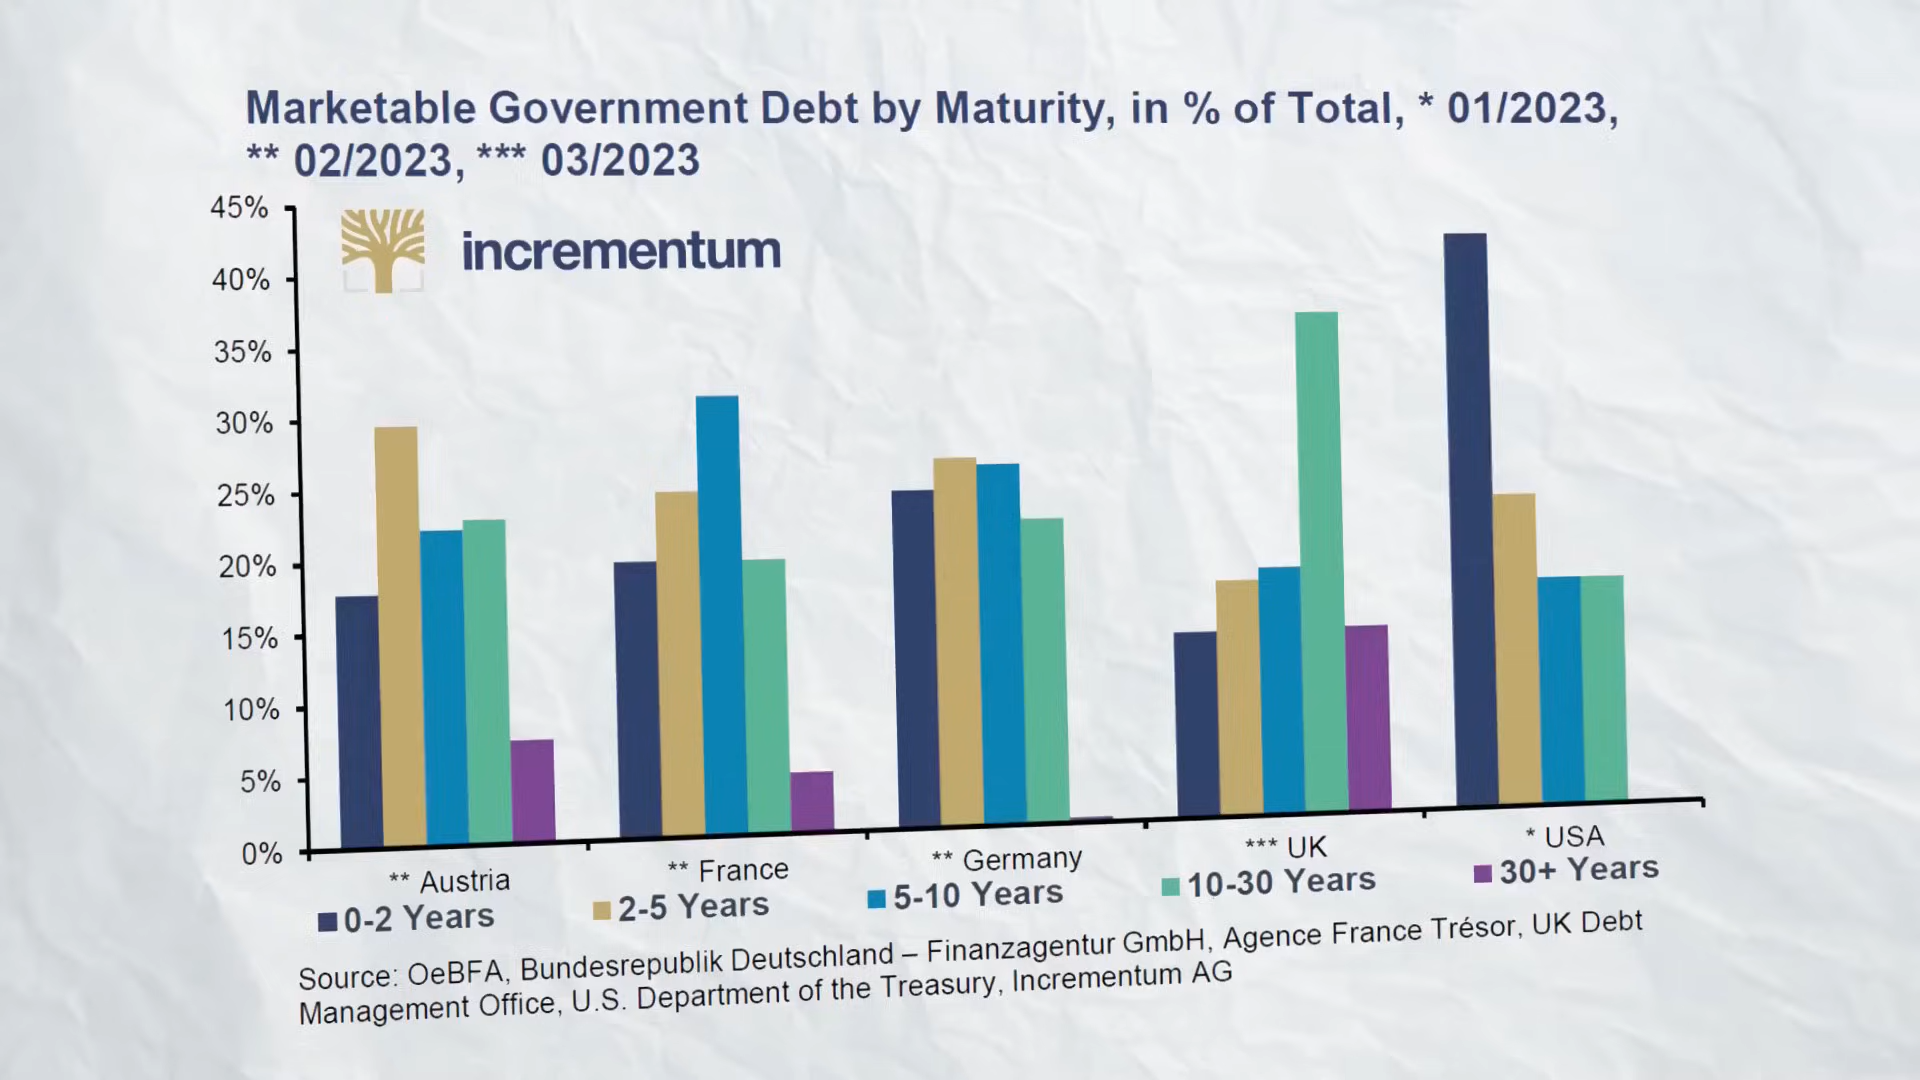 Marketable Government Debt by Maturity, in % of Total, * 01/2023,
** 02/2023, *** 03/2023
incrementum
45%
40%
35%
30%
25%
20%
15%
10%
5%
0%
** Austria
** France
** Germany
*** UK
* USA
0-2 Years
2-5 Years
5-10 Years
10-30 Years
30+ Years
Source: OeBFA, Bundesrepublik Deutschland – Finanzagentur GmbH, Agence France Trésor, UK Debt
Management Office, U.S. Department of the Treasury, Incrementum AG